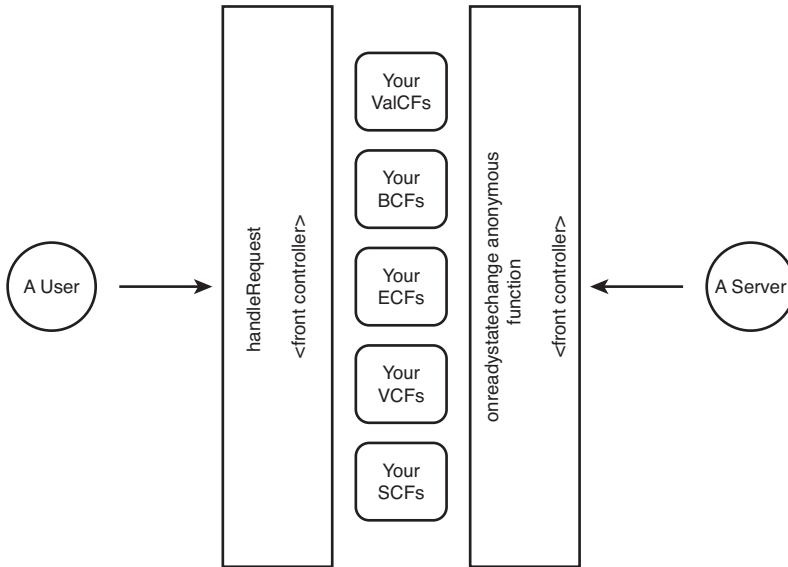 A User
handleRequest
<front controller>
Your
ValCFs
Your
BCFs
Your
ECFs
Your
VCFs
Your
SCFs
onreadystatechange anonymous
function
<front controller>
A Server